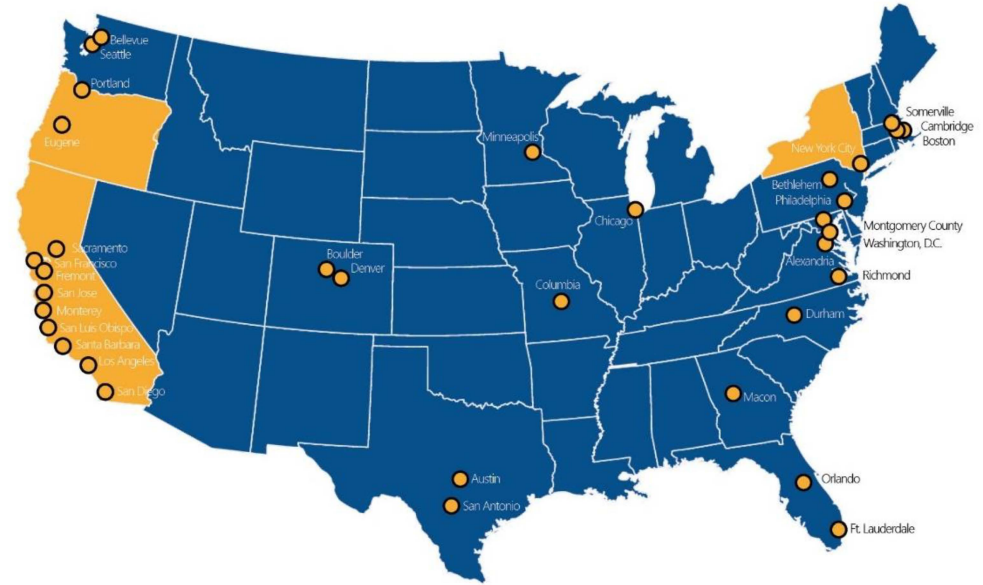 Bellevue
Seattle
Portland
Eugene
Sacramento
San Francisco
Fremont
San Jose
Monterey
San Luis Obispo
Santa Barbara
Los Angeles
San Diego
Boulder
Denver
Minneapolis
Chicago
Columbia
Austin
San Antonio
Somerville
Cambridge
Boston
New York City
Bethlehem
Philadelphia
Montgomery County
Washington, D.C.
Alexandria
Richmond
Durham
Macon
Orlando
Ft. Lauderdale